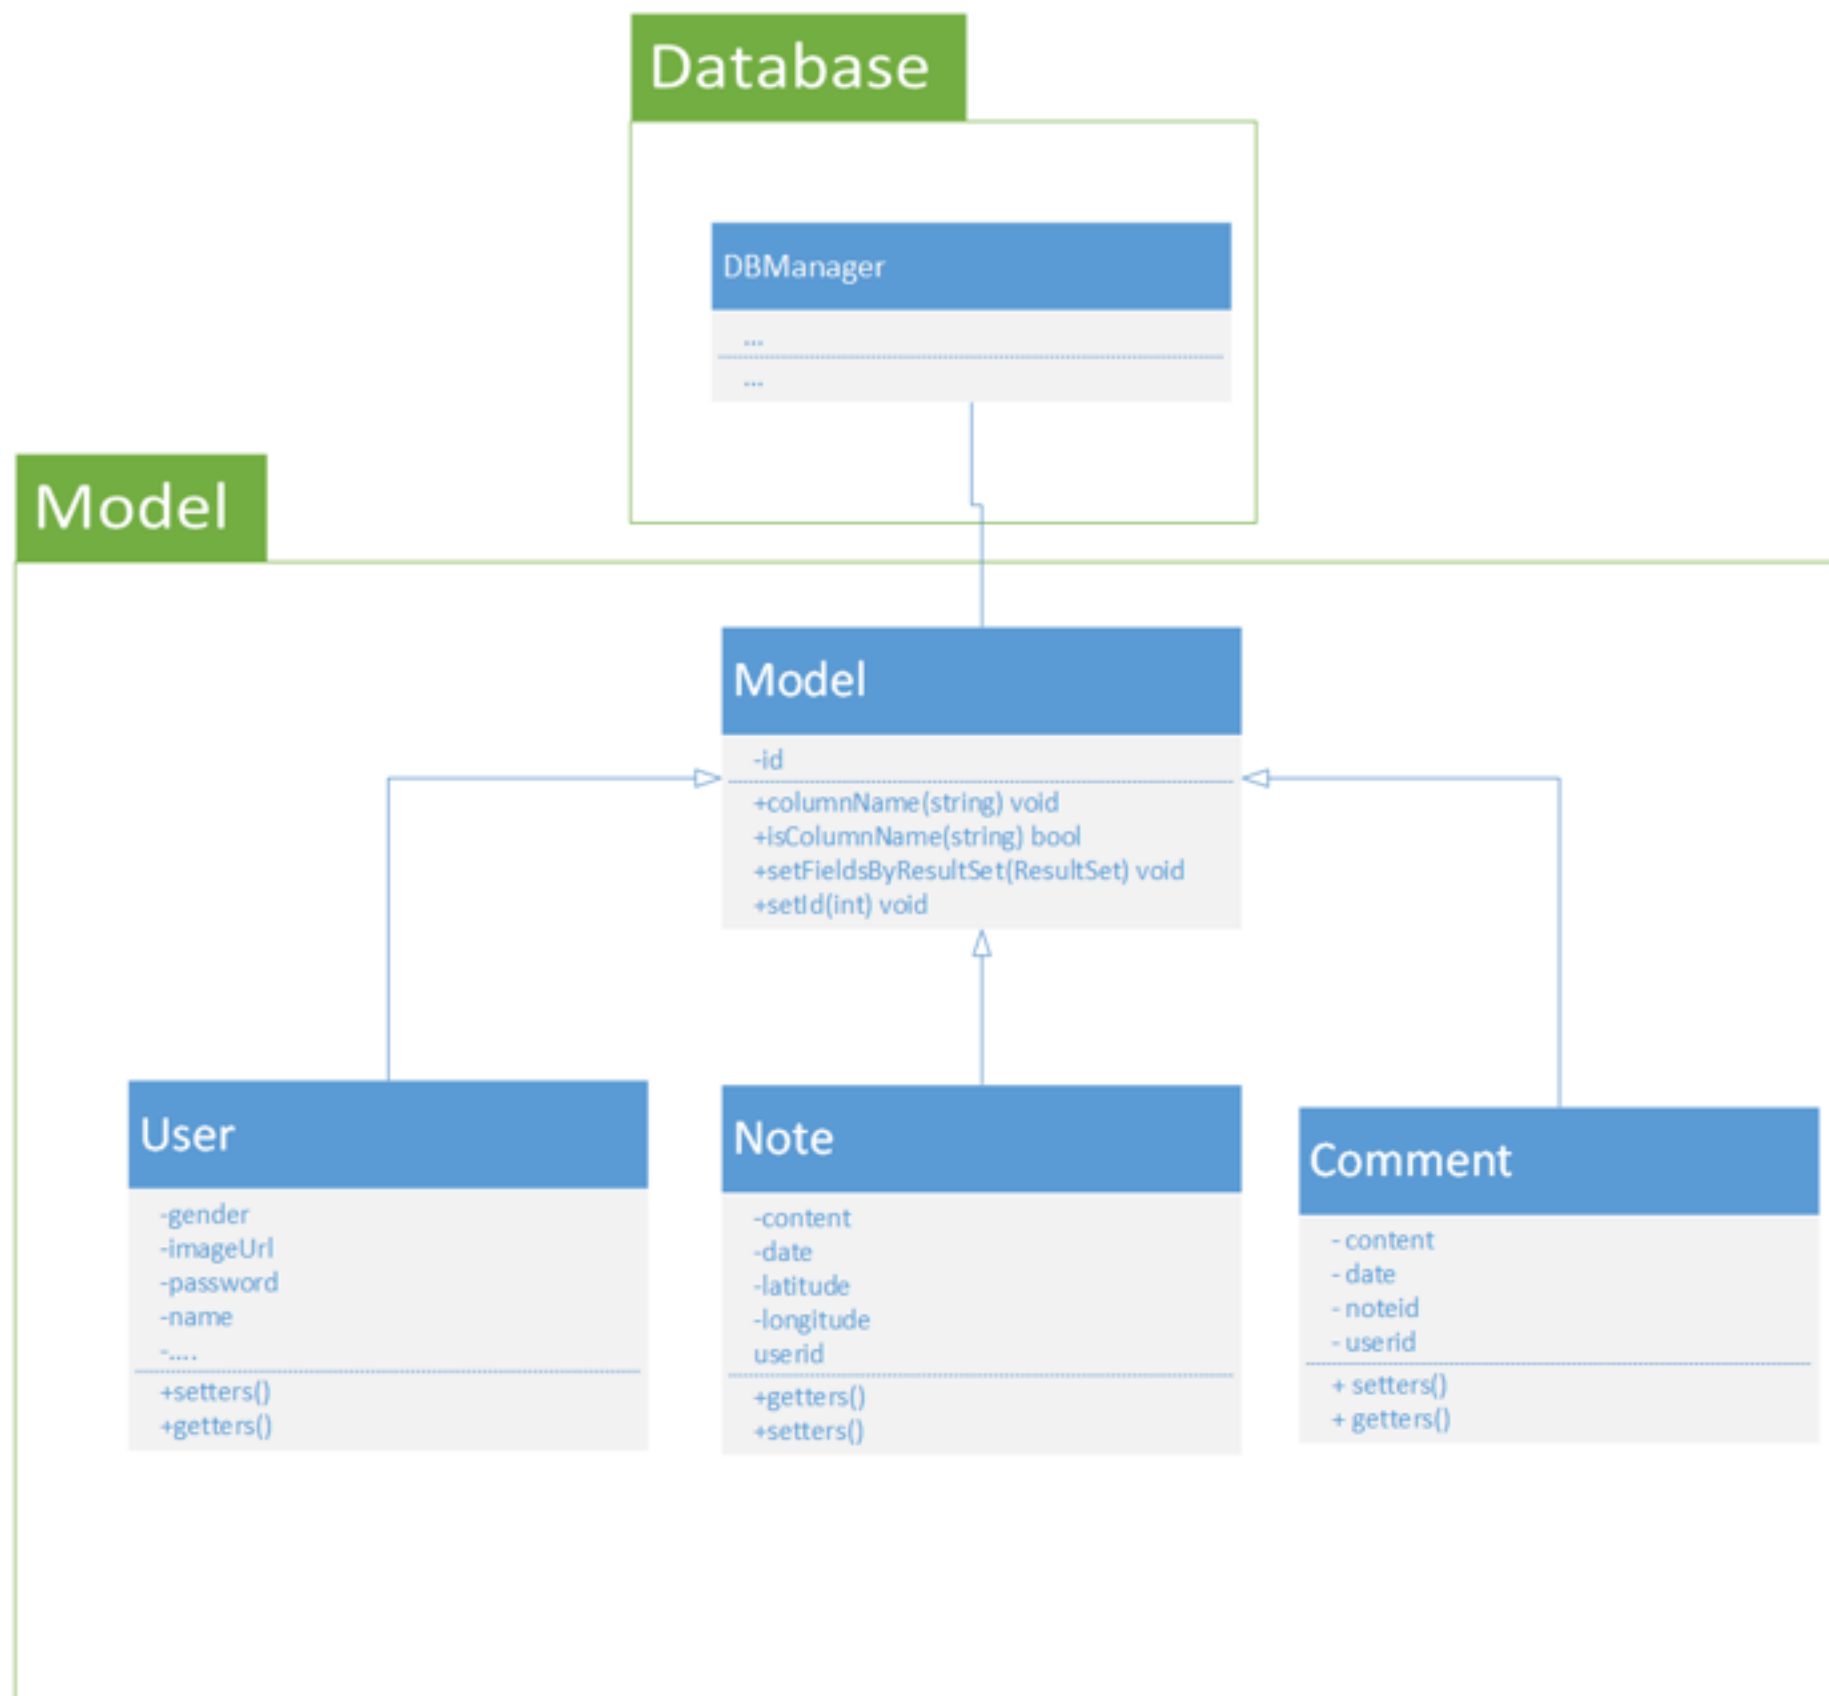 Database
DBManager
...
...
Model
Model
-id
+columnName(string) void
+isColumnName(string) bool
+setFieldsByResultSet(ResultSet) void
+setId(int) void
User
-gender
-imageUrl
-password
-name
-....
+setters()
+getters()
Note
-content
-date
-latitude
-longitude
userid
+getters()
+setters()
Comment
- content
- date
- noteid
- userid
+ setters()
+ getters()